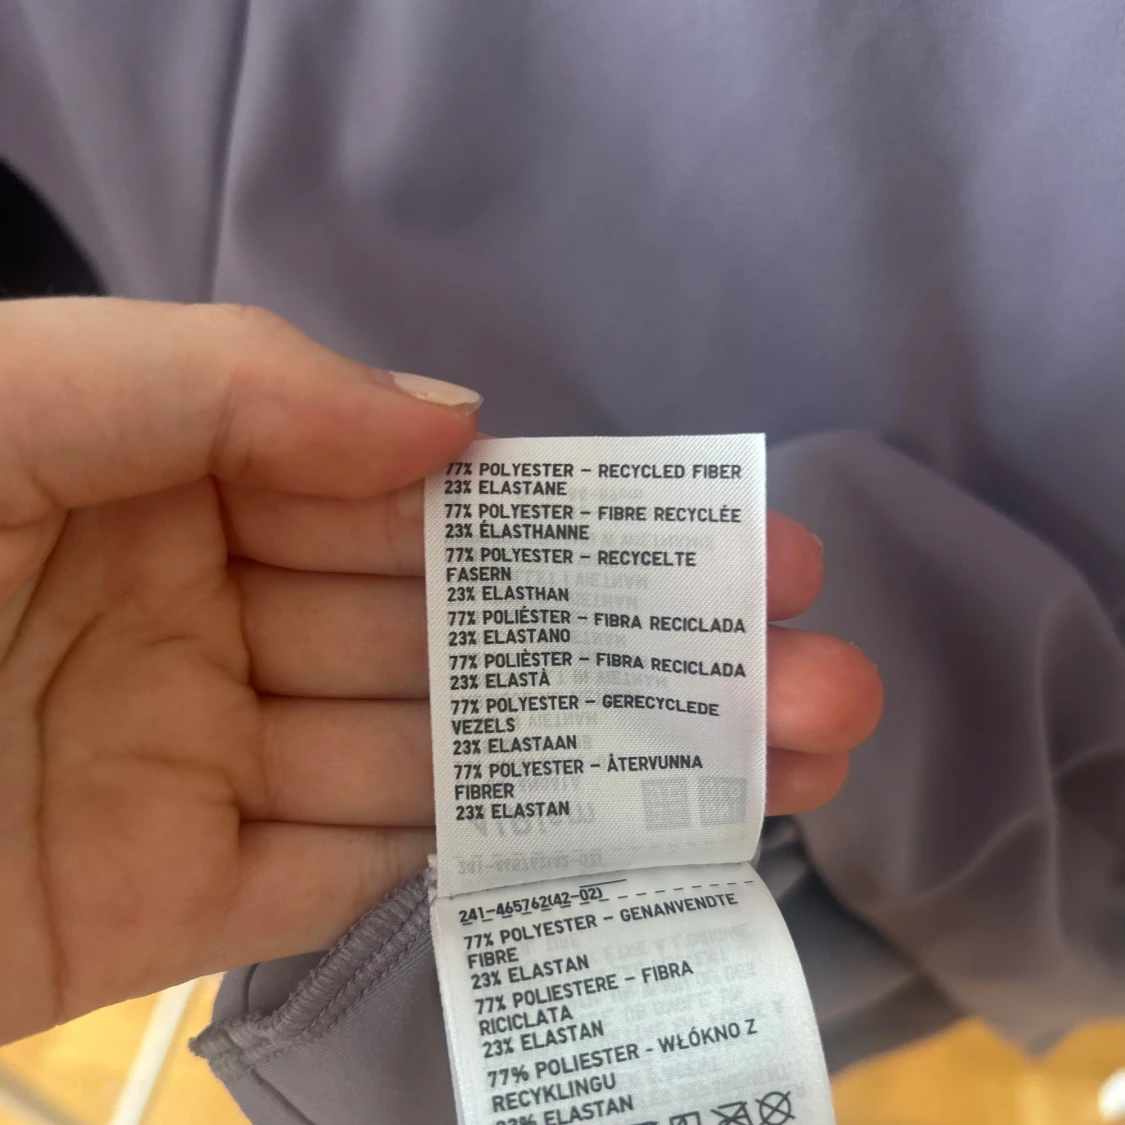 77% POLYESTER – RECYCLED FIBER
23% ELASTANE
77% POLYESTER – FIBRE RECYCLÉE
23% ÉLASTHANNE
77% POLYESTER – RECYCELTE
FASERN
23% ELASTHAN
77% POLIÉSTER – FIBRA RECICLADA
23% ELASTANO
77% POLIÈSTER – FIBRA RECICLADA
23% ELASTÀ
77% POLYESTER – GERECYCLEDE
VEZELS
23% ELASTAAN
77% POLYESTER – ÅTERVUNNA
FIBRER
23% ELASTAN
241-465762(42-02)
77% POLYESTER – GENANVENDTE
FIBRE
23% ELASTAN
77% POLIESTERE – FIBRA
RICICLATA
23% ELASTAN
77% POLIESTER - WŁÓKNO Z
RECYKLINGU
23% ELASTAN